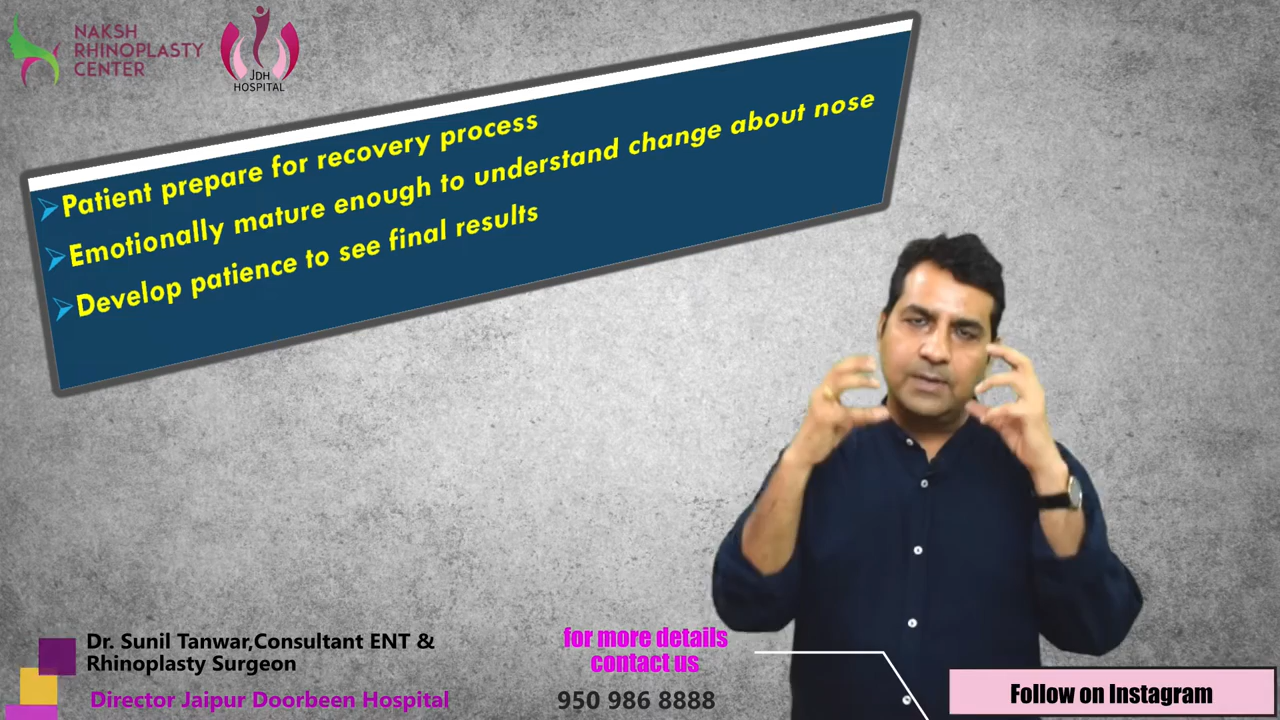 NAKSH
RHINOPLASTY
CENTER
JDH
HOSPITAL
Patient prepare for recovery process
Emotionally mature enough to understand change about nose
Develop patience to see final results
Dr. Sunil Tanwar,Consultant ENT &
Rhinoplasty Surgeon
Director Jaipur Doorbeen Hospital
for more details
contact us
950 986 8888
Follow on Instagram